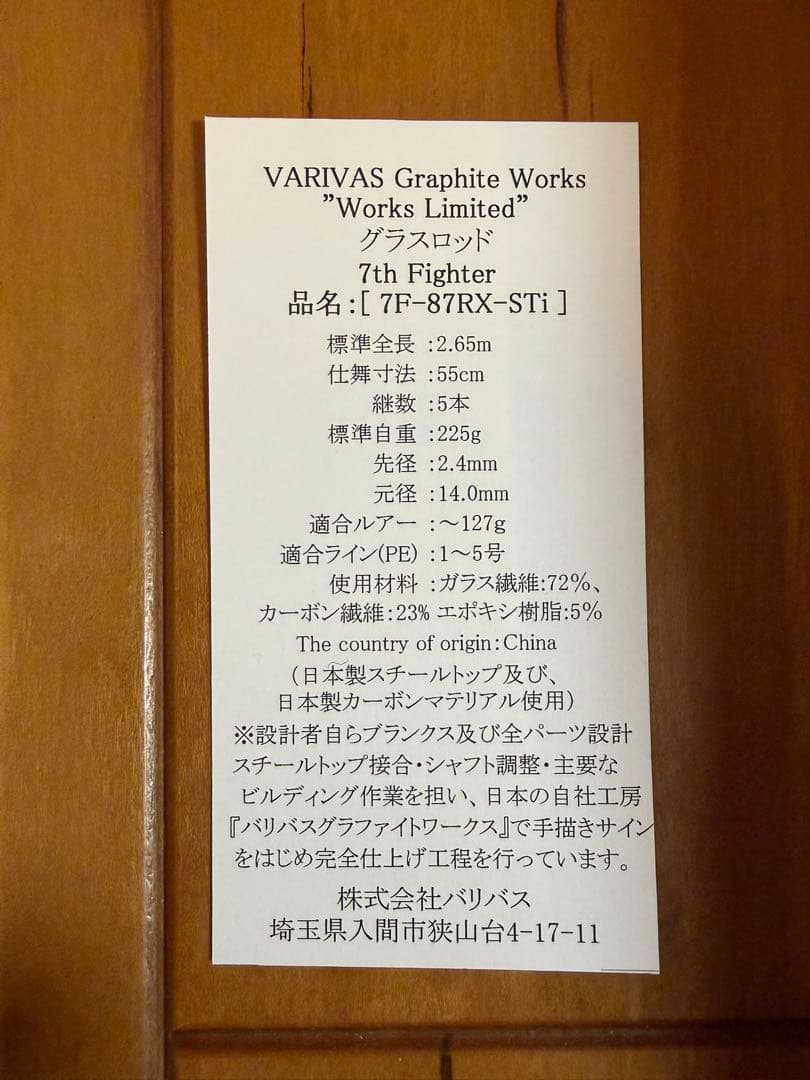 VARIVAS Graphite Works
”Works Limited”
グラスロッド
7th Fighter
品名:[ 7F-87RX-STi ]
標準全長 :2.65m
仕舞寸法 :55cm
継数 :5本
標準自重 :225g
先径 :2.4mm
元径 :14.0mm
適合ルアー :～127g
適合ライン(PE) :1～5号
使用材料 :ガラス繊維:72%、
カーボン繊維:23% エポキシ樹脂:5%
The country of origin:China
(日本製スチールトップ及び、
日本製カーボンマテリアル使用)
※設計者自らブランクス及び全パーツ設計
スチールトップ接合・シャフト調整・主要な
ビルディング作業を担い、日本の自社工房
『バリバスグラファイトワークス』で手描きサイン
をはじめ完全仕上げ工程を行っています。
株式会社バリバス
埼玉県入間市狭山台4-17-11